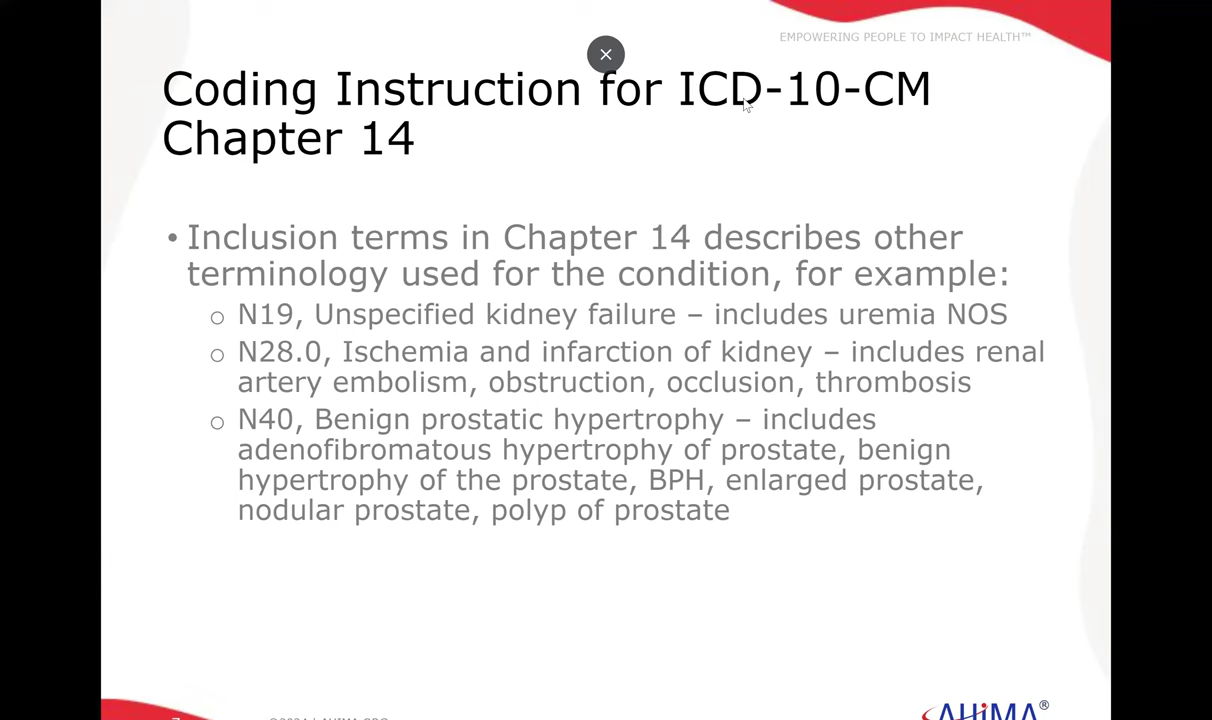 EMPOWERING PEOPLE TO IMPACT HEALTH™
Coding Instruction for ICD-10-CM
Chapter 14
• Inclusion terms in Chapter 14 describes other
terminology used for the condition, for example:
o N19, Unspecified kidney failure – includes uremia NOS
o N28.0, Ischemia and infarction of kidney – includes renal
artery embolism, obstruction, occlusion, thrombosis
o N40, Benign prostatic hypertrophy – includes
adenofibromatous hypertrophy of prostate, benign
hypertrophy of the prostate, BPH, enlarged prostate,
nodular prostate, polyp of prostate
AHIMA®